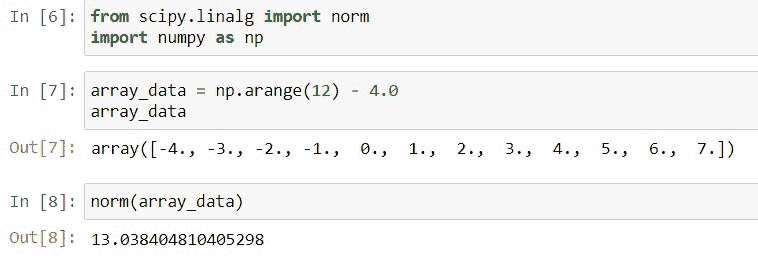 In [6]: from scipy.linalg import norm
import numpy as np
In [7]: array_data = np.arange(12) - 4.0
array_data
Out[7]: array([-4., -3., -2., -1.,  0.,  1.,  2.,  3.,  4.,  5.,  6.,  7.])
In [8]: norm(array_data)
Out[8]: 13.038404810405298